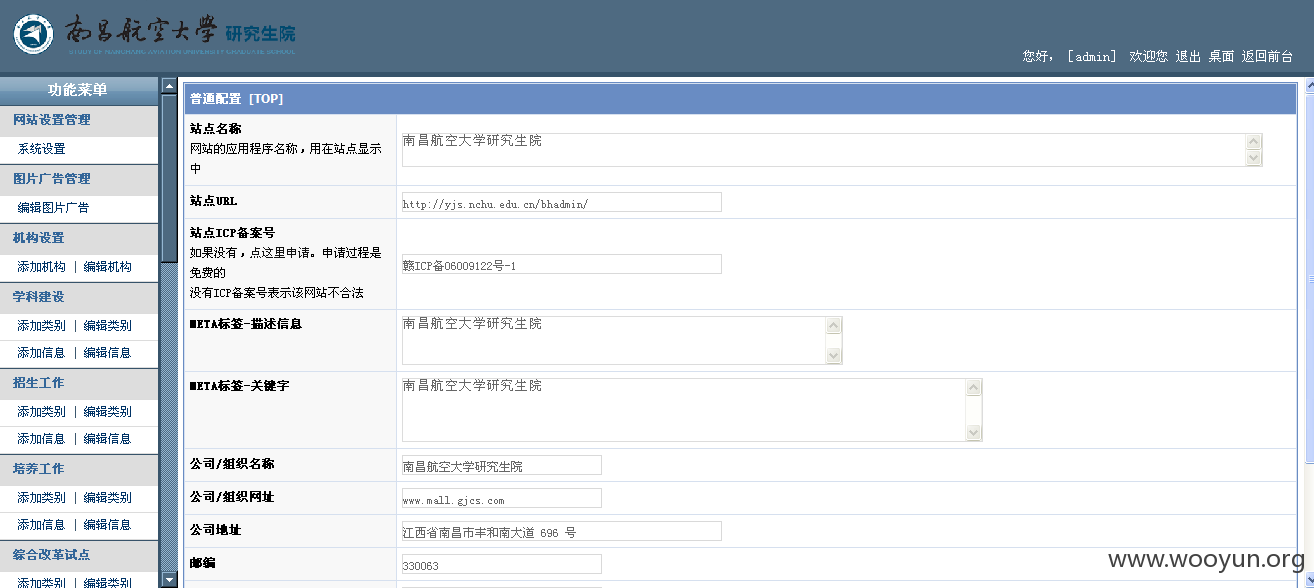 南昌航空大学 研究生院
STUDY OF NANCHANG AVIATION UNIVERSITY GRADUATE SCHOOL
您好， [admin] 欢迎您 退出 桌面 返回前台
功能菜单
网站设置管理
系统设置
图片广告管理
编辑图片广告
机构设置
添加机构 | 编辑机构
学科建设
添加类别 | 编辑类别
添加信息 | 编辑信息
招生工作
添加类别 | 编辑类别
添加信息 | 编辑信息
培养工作
添加类别 | 编辑类别
添加信息 | 编辑信息
综合改革试点
添加类别 | 编辑类别
普通配置 [TOP]
站点名称
网站的应用程序名称，用在站点显示
中
南昌航空大学研究生院
站点URL
http://yjs.nchu.edu.cn/bhadmin/
站点ICP备案号
如果没有，点这里申请。申请过程是
免费的
没有ICP备案号表示该网站不合法
赣ICP备06009122号-1
META标签-描述信息
南昌航空大学研究生院
META标签-关键字
南昌航空大学研究生院
公司/组织名称
南昌航空大学研究生院
公司/组织网址
www.mall.gjcs.com
公司地址
江西省南昌市丰和南大道 696 号
邮编
330063
www.wooyun.org